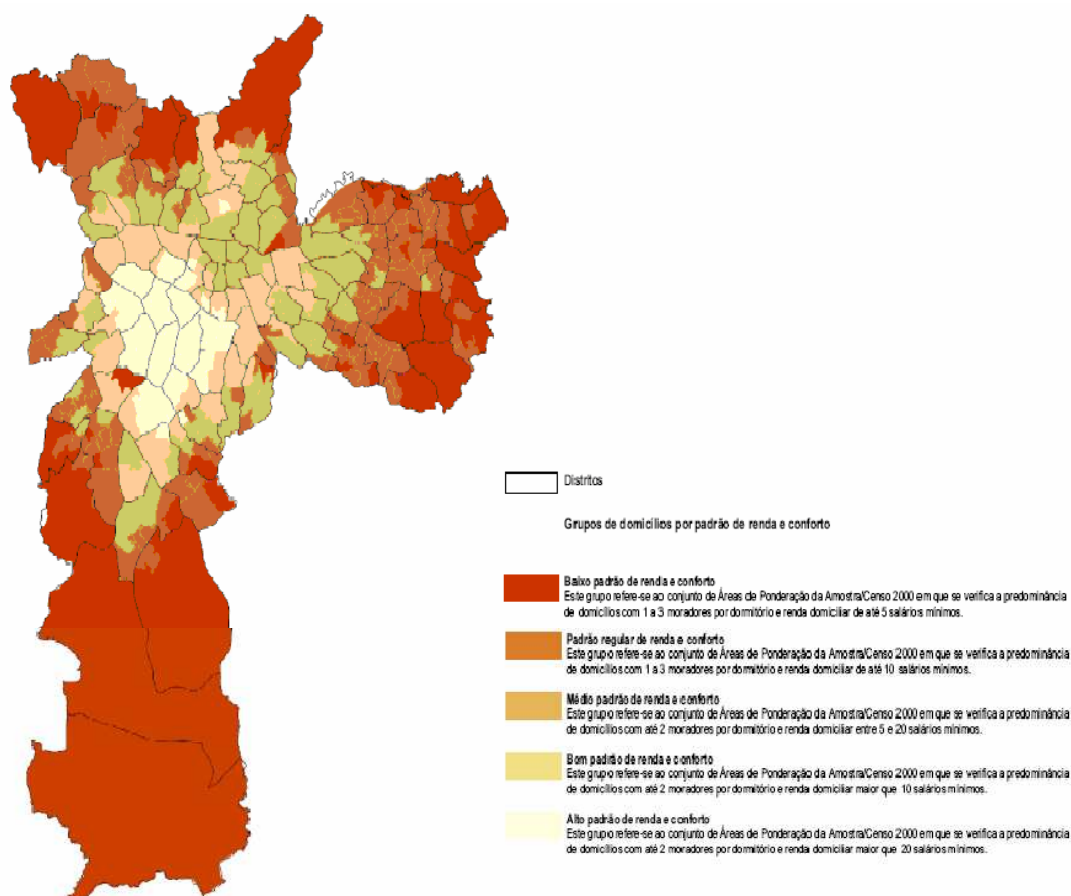 Distritos
Grupos de domicílios por padrão de renda e conforto
Baixo padrão de renda e conforto
Este grupo refere-se ao conjunto de Áreas de Ponderação da Amostra/Censo 2000 em que se verifica a predominância
de domicílios com 1 a 3 moradores por dormitório e renda domiciliar de até 5 salários mínimos.
Padrão regular de renda e conforto
Este grupo refere-se ao conjunto de Áreas de Ponderação da Amostra/Censo 2000 em que se verifica a predominância
de domicílios com 1 a 3 moradores por dormitório e renda domiciliar de até 10 salários mínimos.
Médio padrão de renda e conforto
Este grupo refere-se ao conjunto de Áreas de Ponderação da Amostra/Censo 2000 em que se verifica a predominância
de domicílios com até 2 moradores por dormitório e renda domiciliar entre 5 e 20 salários mínimos.
Bom padrão de renda e conforto
Este grupo refere-se ao conjunto de Áreas de Ponderação da Amostra/Censo 2000 em que se verifica a predominância
de domicílios com até 2 moradores por dormitório e renda domiciliar maior que 10 salários mínimos.
Alto padrão de renda e conforto
Este grupo refere-se ao conjunto de Áreas de Ponderação da Amostra/Censo 2000 em que se verifica a predominância
de domicílios com até 2 moradores por dormitório e renda domiciliar maior que 20 salários mínimos.